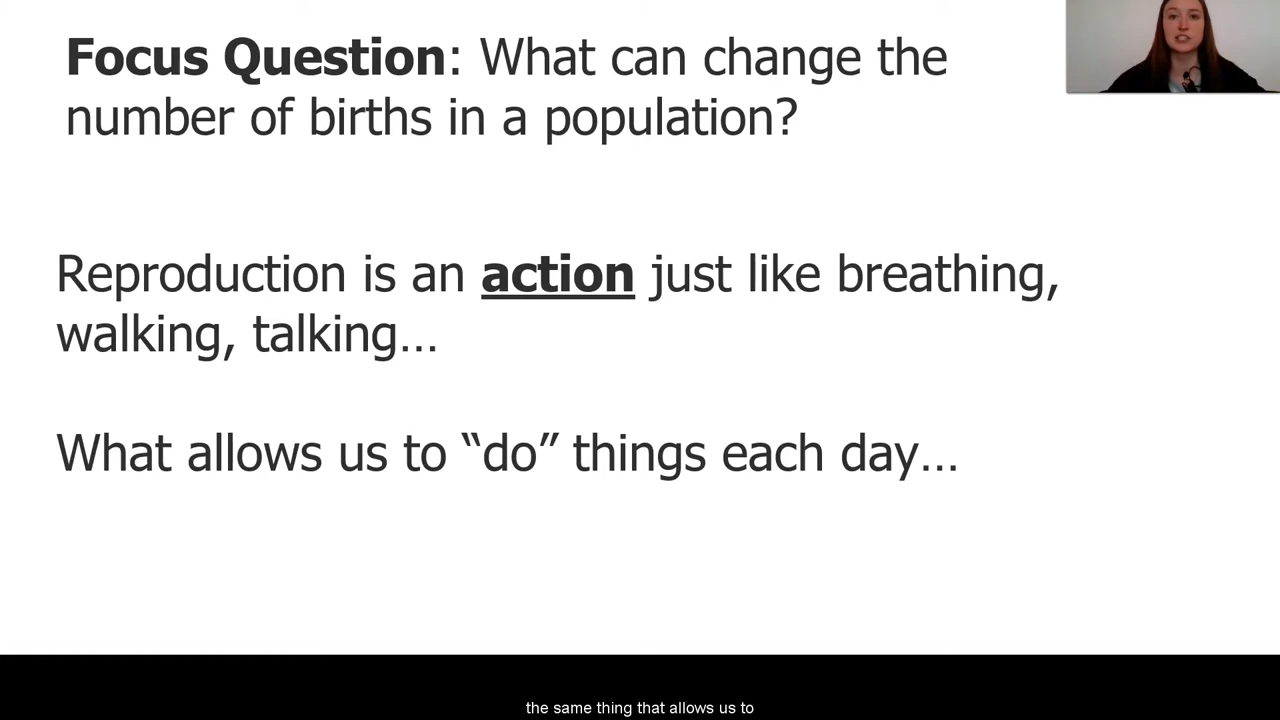 Focus Question: What can change the
number of births in a population?
Reproduction is an action just like breathing,
walking, talking…
What allows us to “do” things each day…
the same thing that allows us to